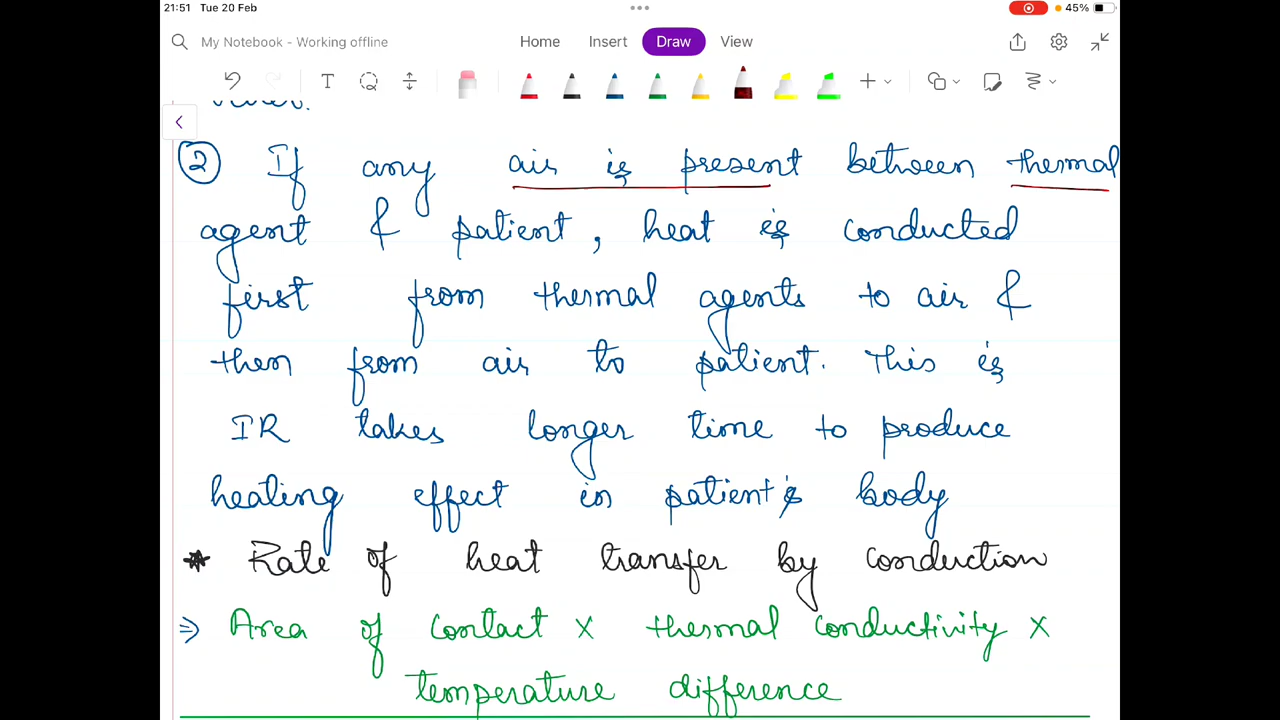 21:51 Tue 20 Feb
45%
My Notebook - Working offline
Home Insert Draw View
② If any air is present between thermal
agent & patient, heat is conducted
first from thermal agents to air &
then from air to patient. This is
IR takes longer time to produce
heating effect in patient's body
* Rate of heat transfer by conduction
⇒ Area of contact × thermal conductivity ×
temperature difference